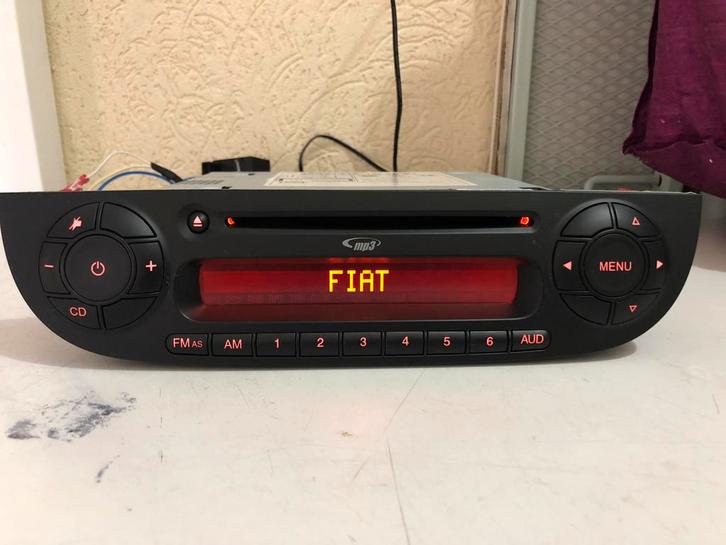 mp3
FIAT
− +
CD
MENU
FM AS AM 1 2 3 4 5 6 AUD